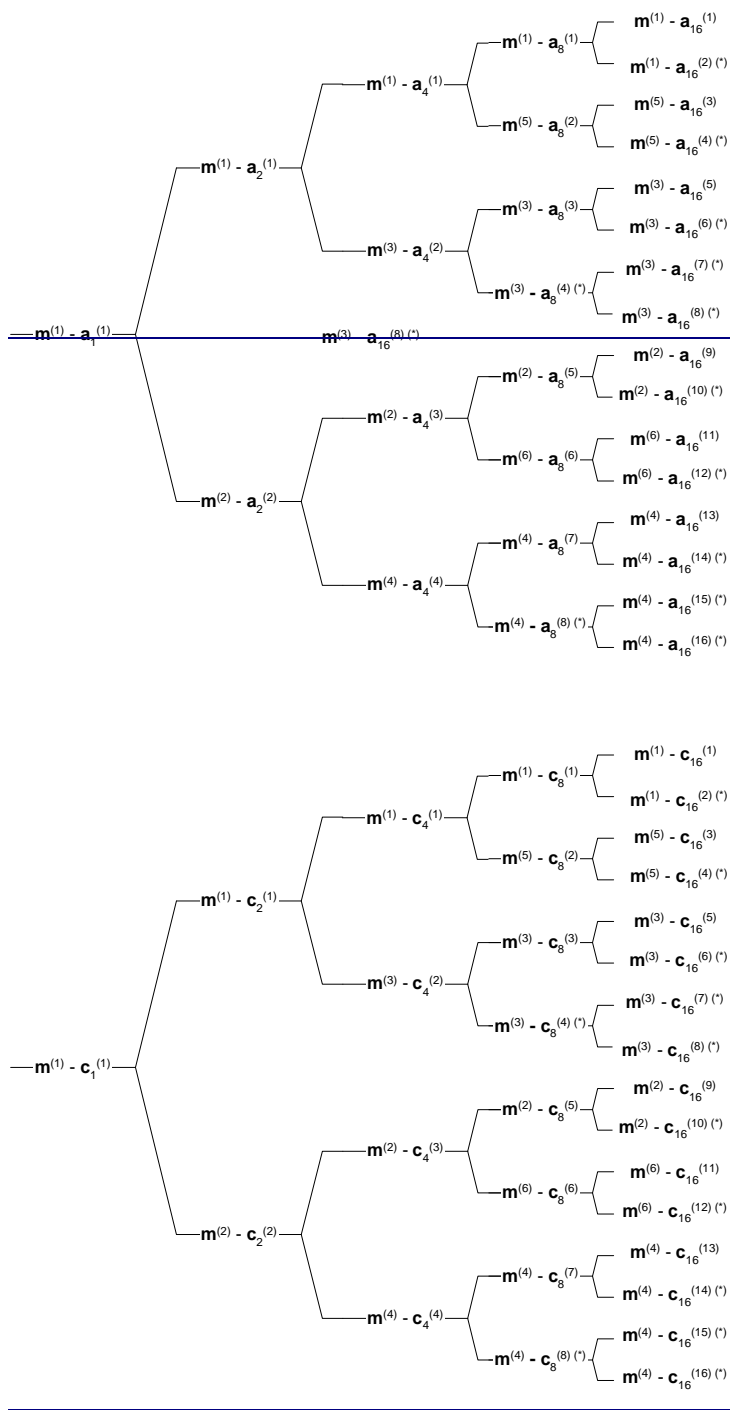 m(1) - a16(1)
m(1) - a8(1)
m(1) - a16(2) (*)
m(1) - a4(1)
m(5) - a16(3)
m(5) - a8(2)
m(5) - a16(4) (*)
m(1) - a2(1)
m(3) - a16(5)
m(3) - a8(3)
m(3) - a16(6) (*)
m(3) - a4(2)
m(3) - a16(7) (*)
m(3) - a8(4) (*)
m(3) - a16(8) (*)
m(1) - a1(1)
m(3) a16(8) (*)
m(2) - a16(9)
m(2) - a8(5)
m(2) - a16(10) (*)
m(2) - a4(3)
m(6) - a16(11)
m(6) - a8(6)
m(6) - a16(12) (*)
m(2) - a2(2)
m(4) - a16(13)
m(4) - a8(7)
m(4) - a16(14) (*)
m(4) - a4(4)
m(4) - a16(15) (*)
m(4) - a8(8) (*)
m(4) - a16(16) (*)
m(1) - c16(1)
m(1) - c8(1)
m(1) - c16(2) (*)
m(1) - c4(1)
m(5) - c16(3)
m(5) - c8(2)
m(5) - c16(4) (*)
m(1) - c2(1)
m(3) - c16(5)
m(3) - c8(3)
m(3) - c16(6) (*)
m(3) - c4(2)
m(3) - c16(7) (*)
m(3) - c8(4) (*)
m(3) - c16(8) (*)
m(1) - c1(1)
m(2) - c16(9)
m(2) - c8(5)
m(2) - c16(10) (*)
m(2) - c4(3)
m(6) - c16(11)
m(6) - c8(6)
m(6) - c16(12) (*)
m(2) - c2(2)
m(4) - c16(13)
m(4) - c8(7)
m(4) - c16(14) (*)
m(4) - c4(4)
m(4) - c16(15) (*)
m(4) - c8(8) (*)
m(4) - c16(16) (*)